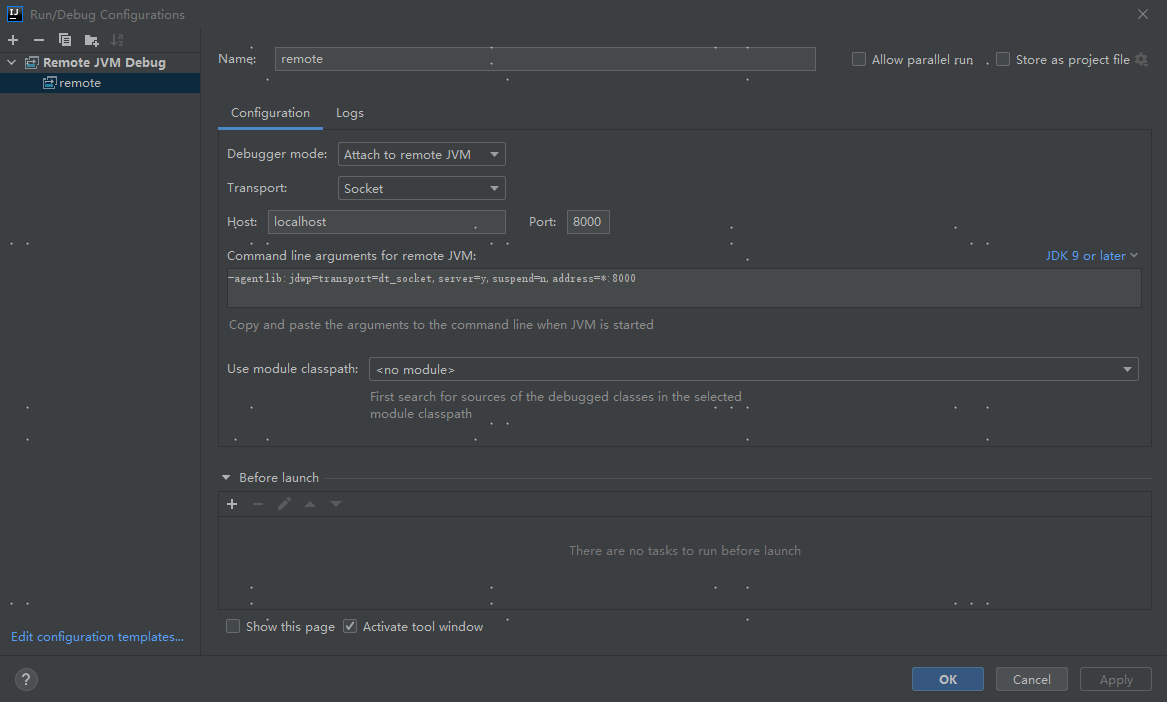 Run/Debug Configurations
Remote JVM Debug
remote
Edit configuration templates...
Name:
remote
Allow parallel run
Store as project file
Configuration
Logs
Debugger mode:
Attach to remote JVM
Transport:
Socket
Host:
localhost
Port:
8000
Command line arguments for remote JVM:
JDK 9 or later
-agentlib:jdwp=transport=dt_socket,server=y,suspend=n,address=*:8000
Copy and paste the arguments to the command line when JVM is started
Use module classpath:
<no module>
First search for sources of the debugged classes in the selected
module classpath
Before launch
There are no tasks to run before launch
Show this page
Activate tool window
?
OK
Cancel
Apply